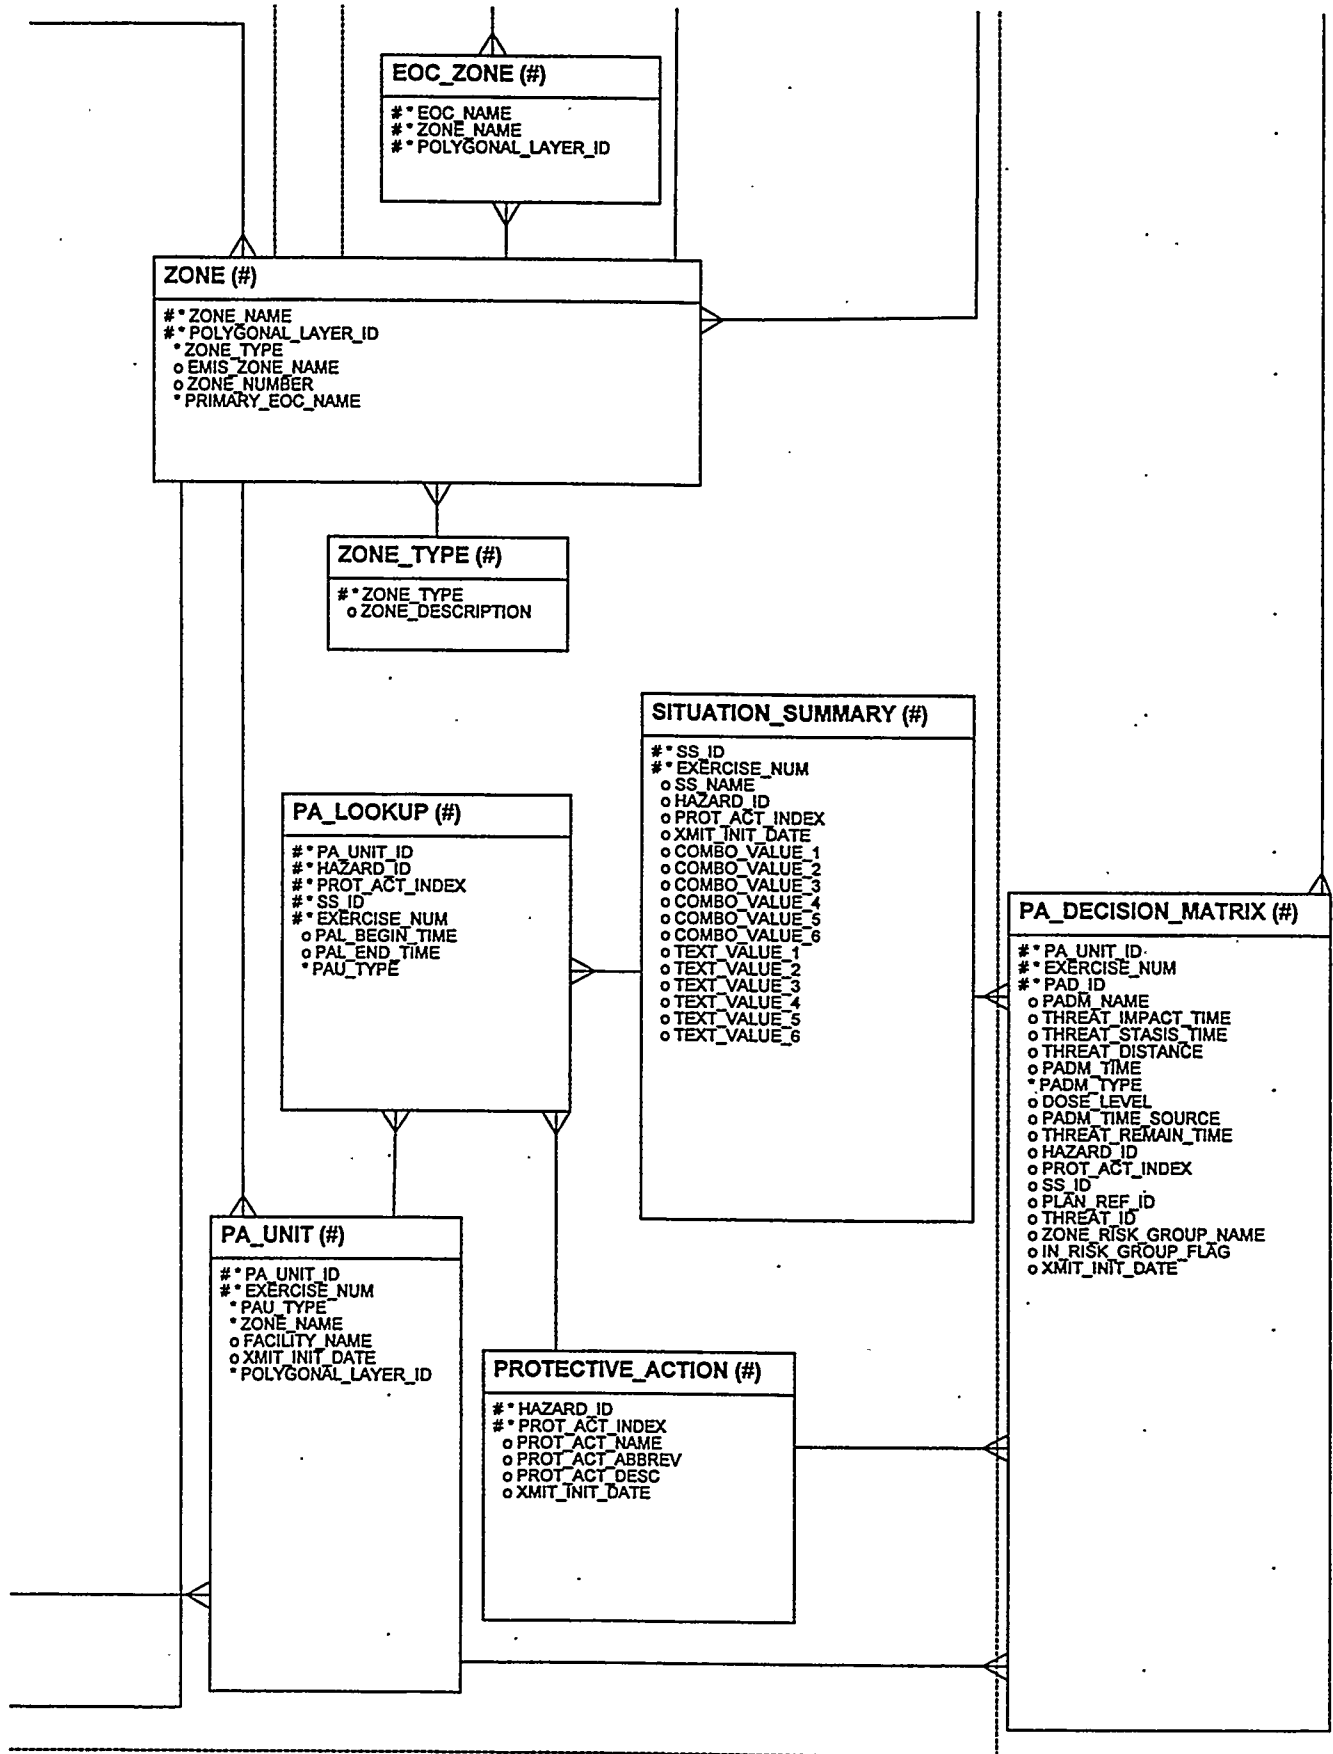 EOC_ZONE (#)
# * EOC_NAME
# * ZONE_NAME
# * POLYGONAL_LAYER_ID
ZONE (#)
# * ZONE_NAME
# * POLYGONAL_LAYER_ID
* ZONE_TYPE
o EMIS_ZONE_NAME
o ZONE_NUMBER
* PRIMARY_EOC_NAME
ZONE_TYPE (#)
# * ZONE_TYPE
o ZONE_DESCRIPTION
SITUATION_SUMMARY (#)
# * SS_ID
# * EXERCISE_NUM
o SS_NAME
o HAZARD_ID
o PROT_ACT_INDEX
o XMIT_INIT_DATE
o COMBO_VALUE_1
o COMBO_VALUE_2
o COMBO_VALUE_3
o COMBO_VALUE_4
o COMBO_VALUE_5
o COMBO_VALUE_6
o TEXT_VALUE_1
o TEXT_VALUE_2
o TEXT_VALUE_3
o TEXT_VALUE_4
o TEXT_VALUE_5
o TEXT_VALUE_6
PA_LOOKUP (#)
# * PA_UNIT_ID
# * HAZARD_ID
# * PROT_ACT_INDEX
# * SS_ID
# * EXERCISE_NUM
o PAL_BEGIN_TIME
o PAL_END_TIME
* PAU_TYPE
PA_DECISION_MATRIX (#)
# * PA_UNIT_ID
# * EXERCISE_NUM
# * PAD_ID
o PADM_NAME
o THREAT_IMPACT_TIME
o THREAT_STASIS_TIME
o THREAT_DISTANCE
o PADM_TIME
* PADM_TYPE
o DOSE_LEVEL
o PADM_TIME_SOURCE
o THREAT_REMAIN_TIME
o HAZARD_ID
o PROT_ACT_INDEX
o SS_ID
o PLAN_REF_ID
o THREAT_ID
o ZONE_RISK_GROUP_NAME
o IN_RISK_GROUP_FLAG
o XMIT_INIT_DATE
PA_UNIT (#)
# * PA_UNIT_ID
# * EXERCISE_NUM
* PAU_TYPE
* ZONE_NAME
o FACILITY_NAME
o XMIT_INIT_DATE
* POLYGONAL_LAYER_ID
PROTECTIVE_ACTION (#)
# * HAZARD_ID
# * PROT_ACT_INDEX
o PROT_ACT_NAME
o PROT_ACT_ABBREV
o PROT_ACT_DESC
o XMIT_INIT_DATE